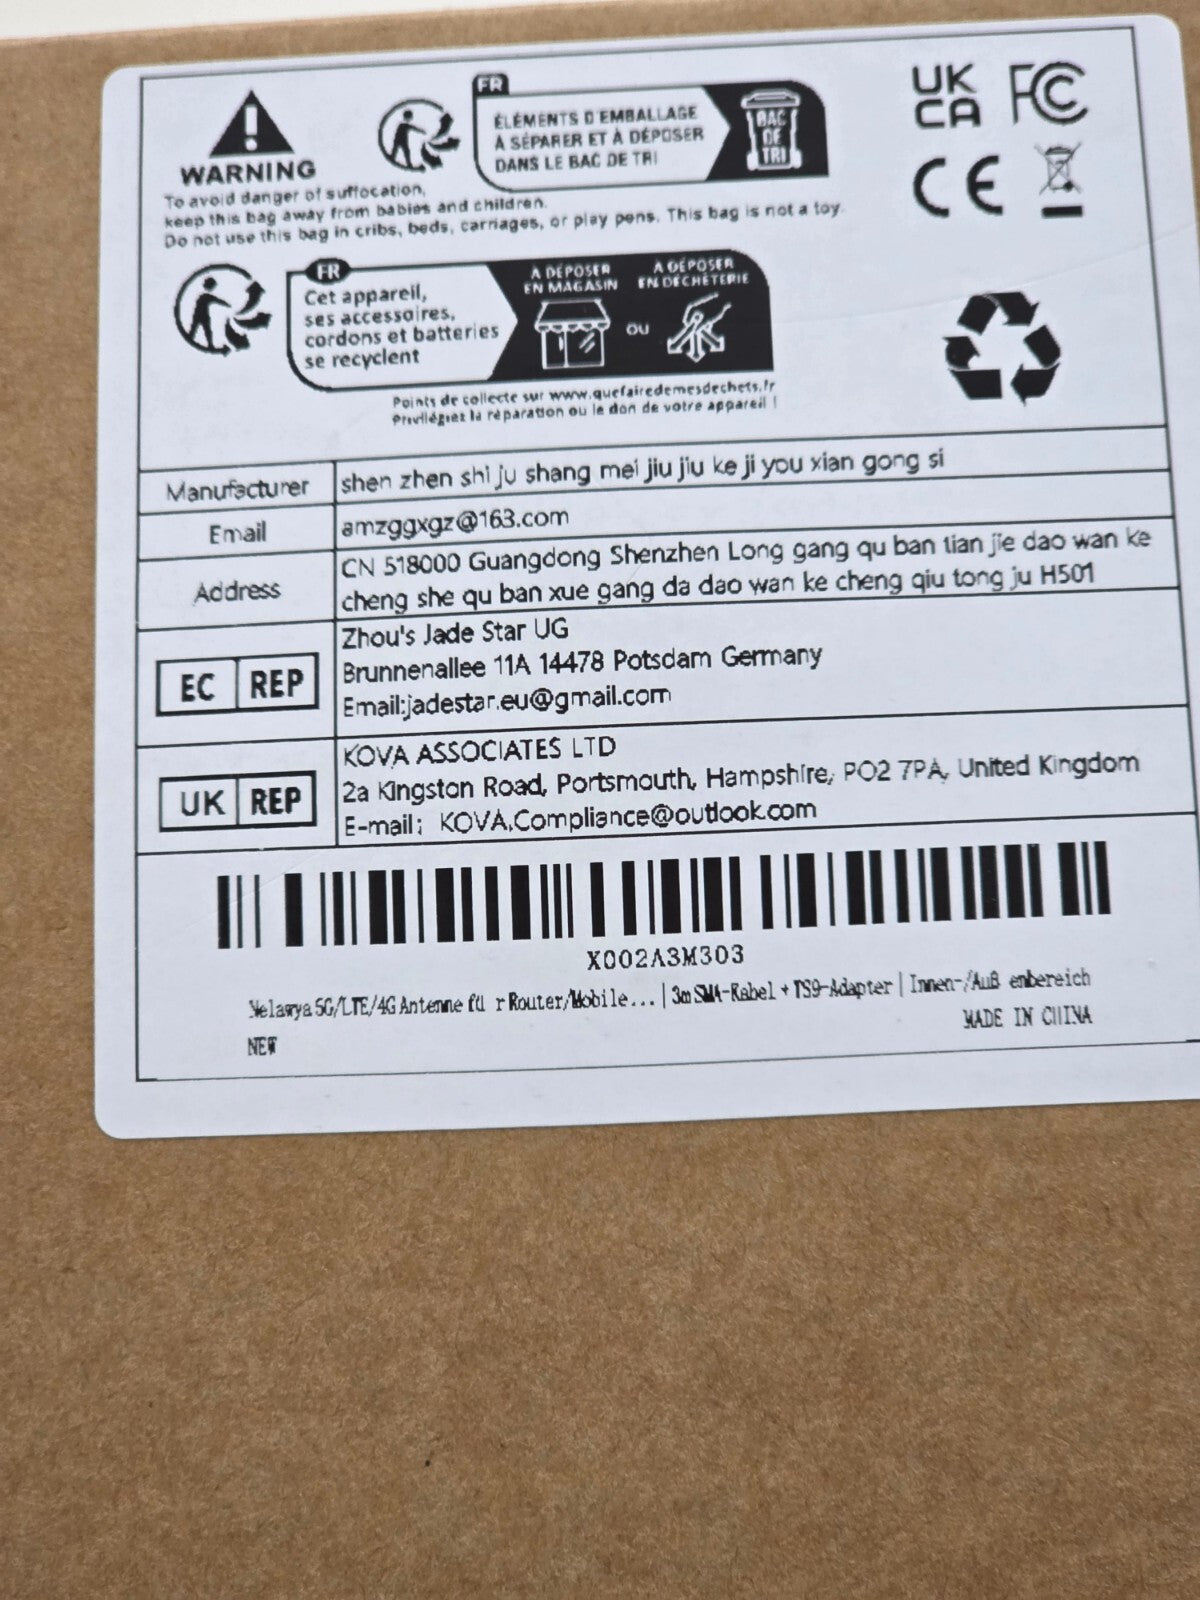 UK
CA
FC
CE
FR
ÉLÉMENTS D'EMBALLAGE
À SÉPARER ET À DÉPOSER
DANS LE BAC DE TRI
BAC
DE
TRI
WARNING
To avoid danger of suffocation,
keep this bag away from babies and children.
Do not use this bag in cribs, beds, carriages, or play pens. This bag is not a toy.
FR
Cet appareil,
ses accessoires,
cordons et batteries
se recyclent
À DÉPOSER
EN MAGASIN
OU
À DÉPOSER
EN DÉCHÈTERIE
Points de collecte sur www.quefairedemesdechets.fr
Privilégiez la réparation ou le don de votre appareil !
Manufacturer shen zhen shi ju shang mei jiu jiu ke ji you xian gong si
Email amzggxgz@163.com
Address CN 518000 Guangdong Shenzhen Long gang qu ban tian jie dao wan ke
cheng she qu ban xue gang da dao wan ke cheng qiu tong ju H501
EC REP
Zhou's Jade Star UG
Brunnenallee 11A 14478 Potsdam Germany
Email:jadestar.eu@gmail.com
UK REP
KOVA ASSOCIATES LTD
2a Kingston Road, Portsmouth, Hampshire, PO2 7PA, United Kingdom
E-mail: KOVA.Compliance@outlook.com
X002A3M303
5G/LTE/4G Antenne fü r Router/Mobile...|3m SMA-Kabel + TS9-Adapter|Innen-/Auß enbereich
NEW
MADE IN CHINA